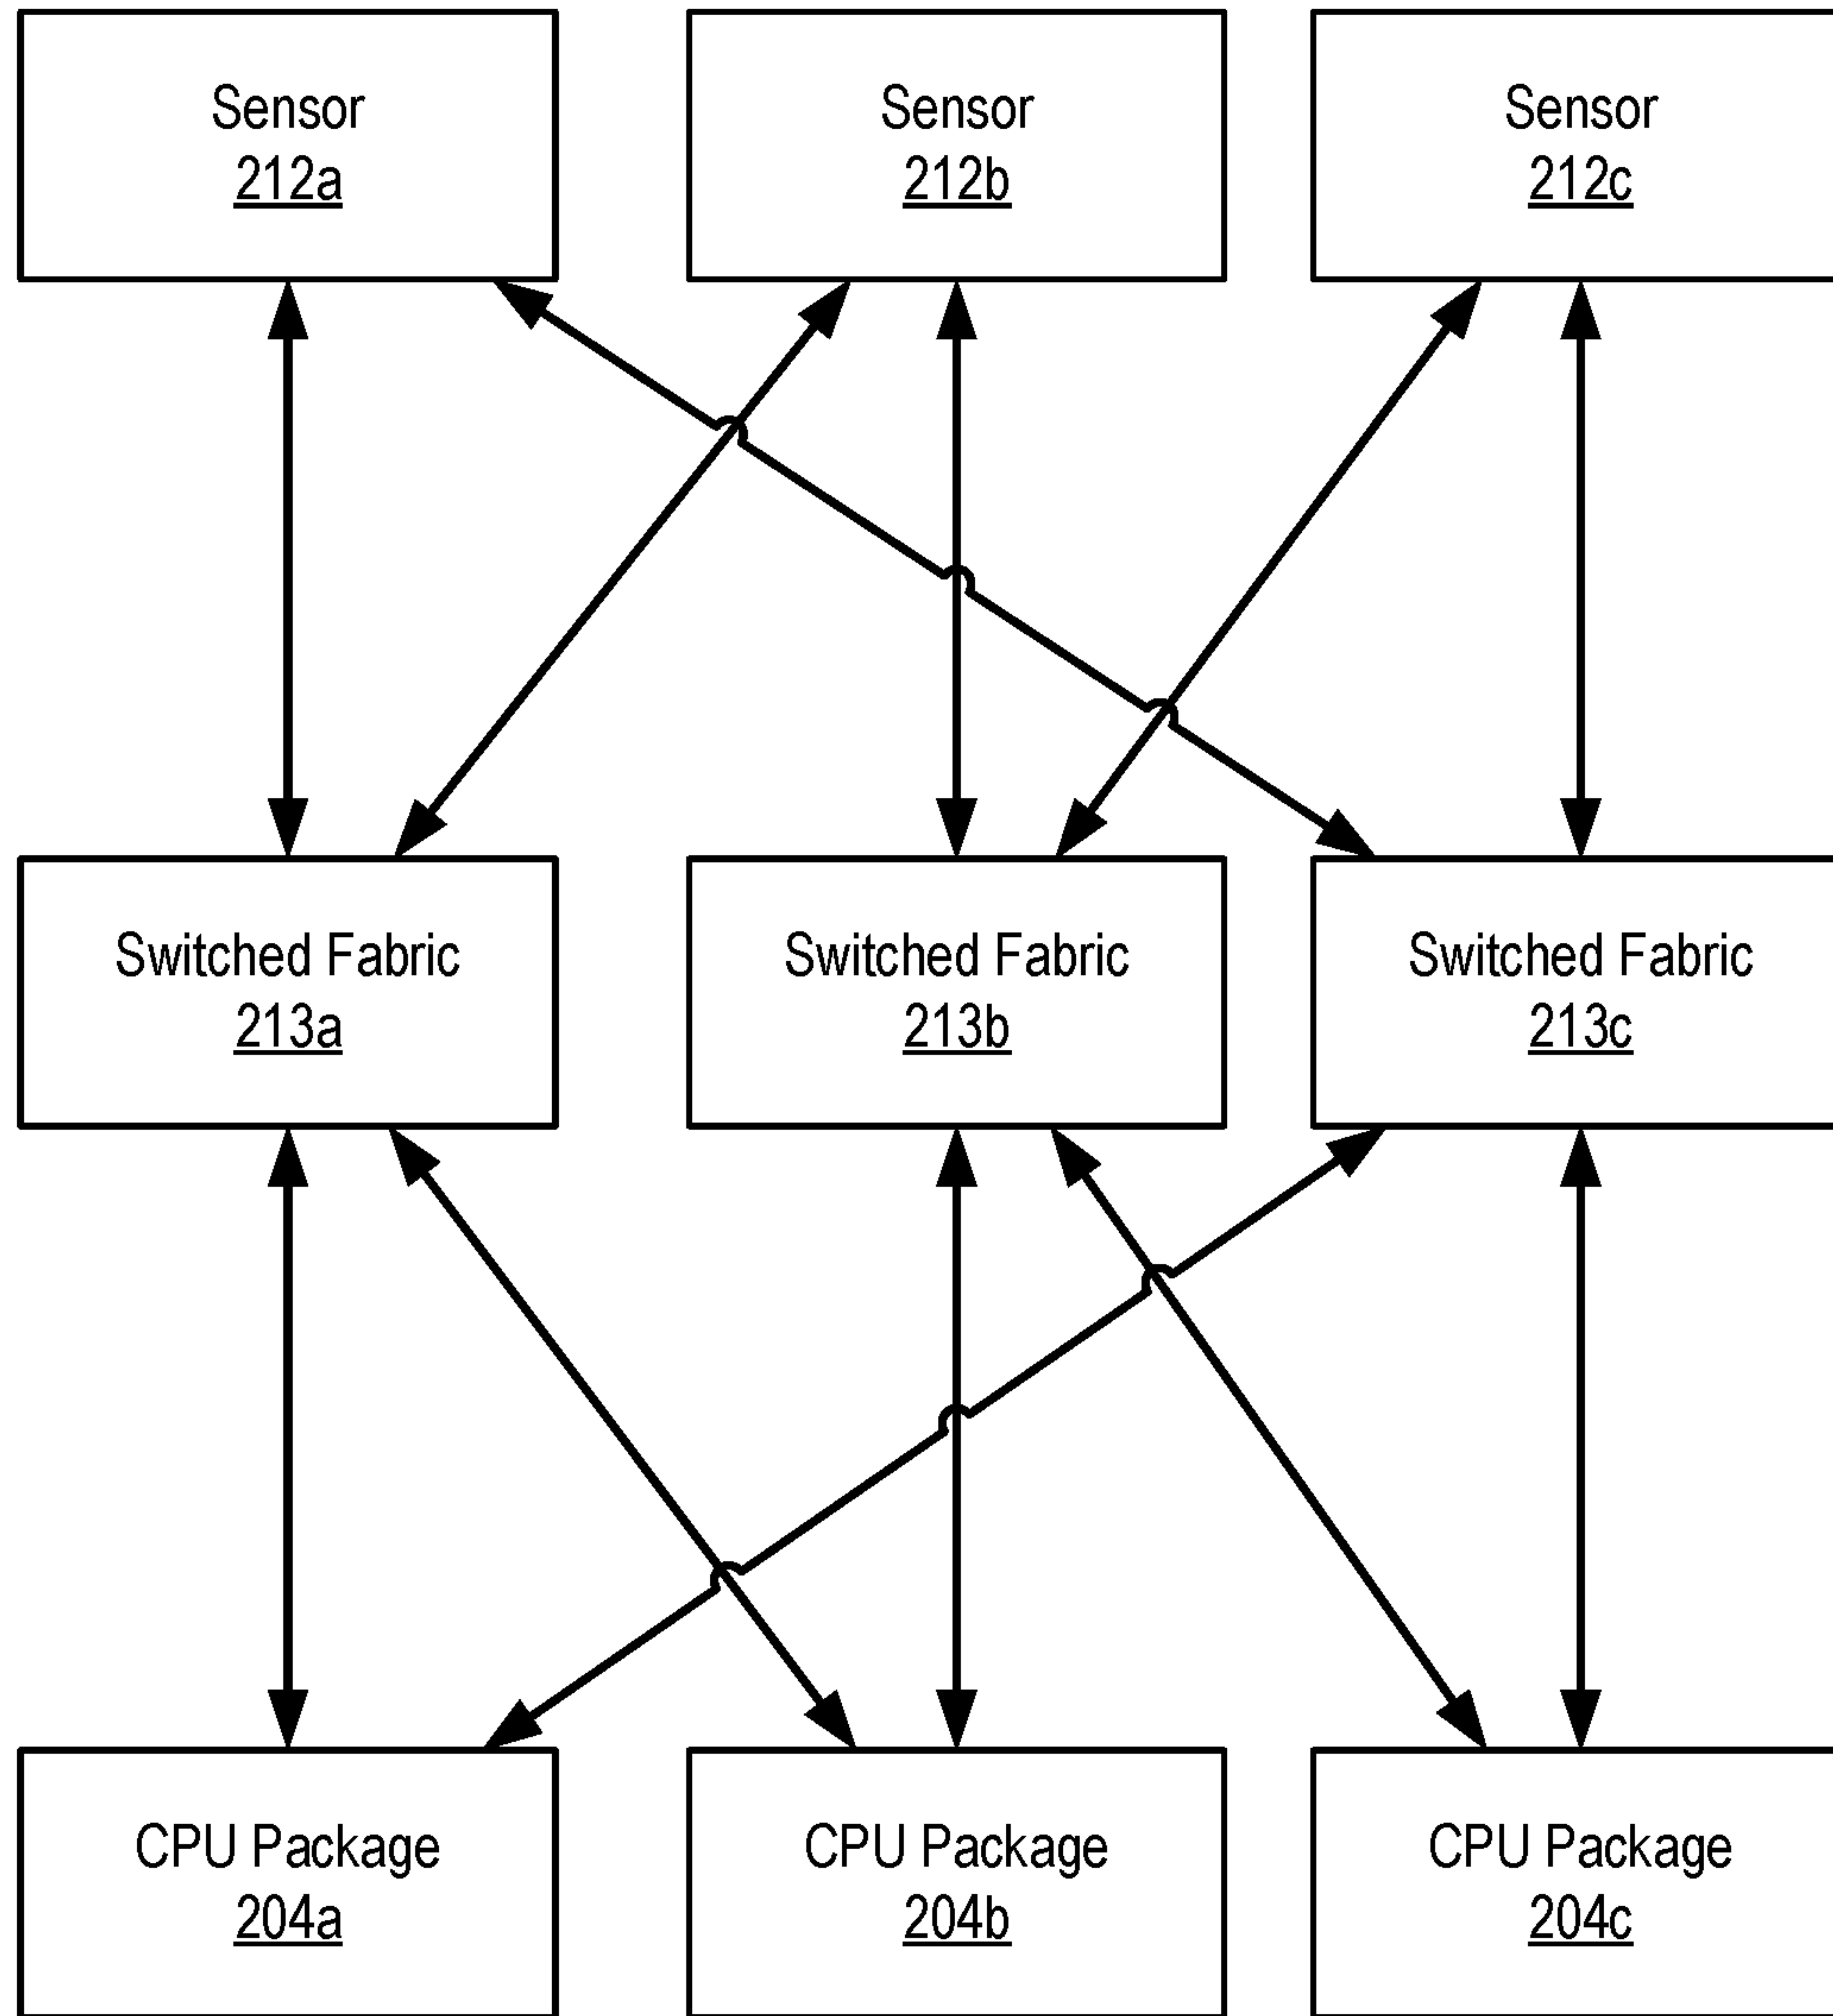 Sensor
212a
Sensor
212b
Sensor
212c
Switched Fabric
213a
Switched Fabric
213b
Switched Fabric
213c
CPU Package
204a
CPU Package
204b
CPU Package
204c